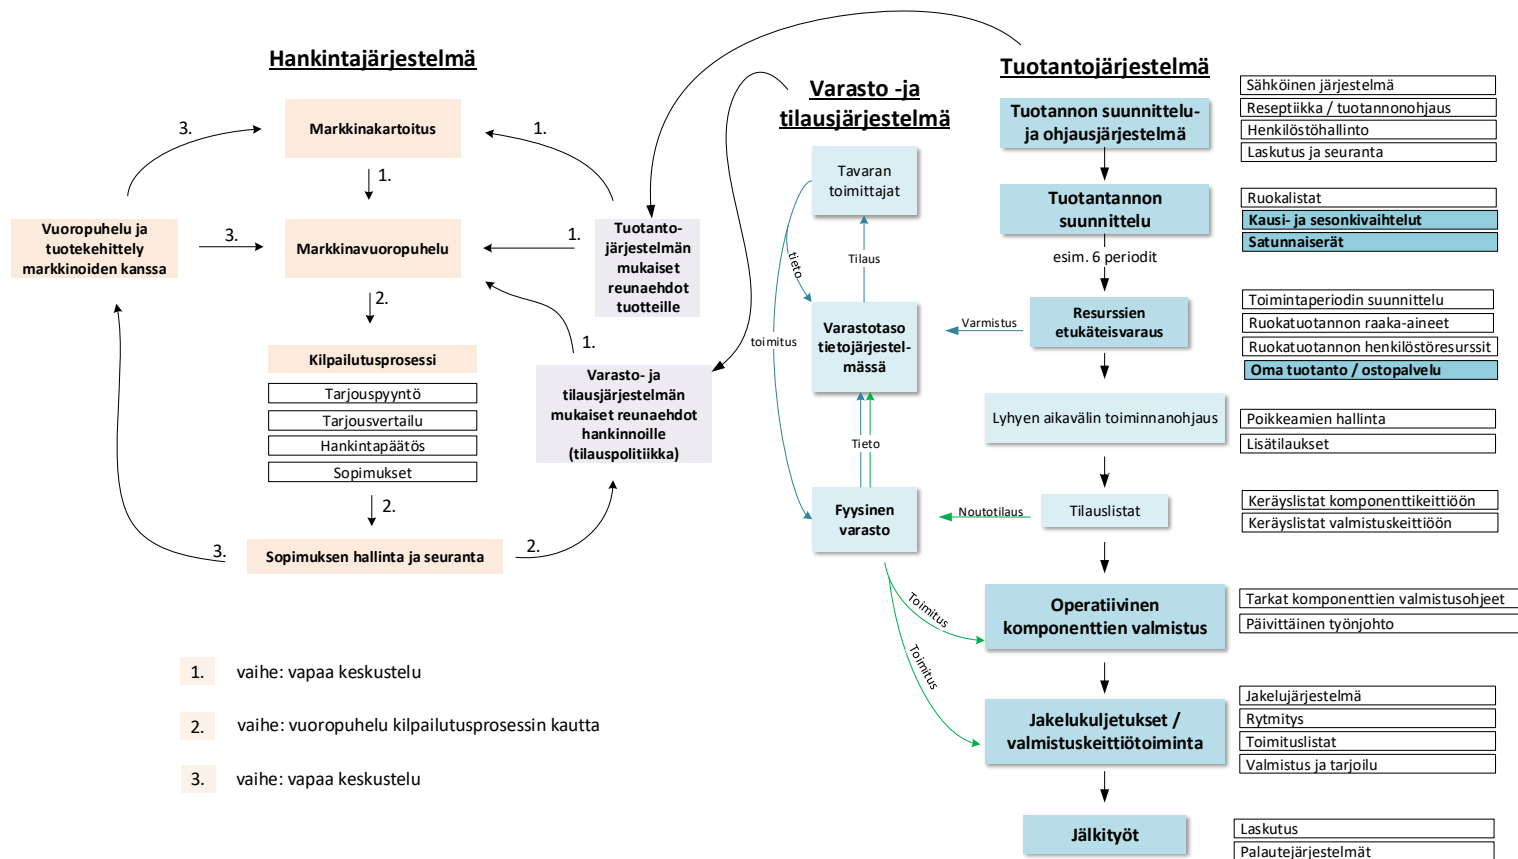 Hankintajärjestelmä
Markkinakartoitus
3.
1.
1.
Vuoropuhelu ja
tuotekehittely
markkinoiden kanssa
3.
Markkinavuoropuhelu
1.
Tuotanto-
järjestelmän
mukaiset
reunaehdot
tuotteille
2.
1.
Kilpailutusprosessi
Tarjouspyyntö
Tarjousvertailu
Hankintapäätös
Sopimukset
Varasto- ja
tilausjärjestelmän
mukaiset reunaehdot
hankinnoille
(tilauspolitiikka)
2.
3.
Sopimuksen hallinta ja seuranta
2.
1.
vaihe: vapaa keskustelu
2.
vaihe: vuoropuhelu kilpailutusprosessin kautta
3.
vaihe: vapaa keskustelu
Varasto -ja
tilausjärjestelmä
Tavaran
toimittajat
tieto
Tilaus
toimitus
Varastotaso
tietojärjestel-
mässä
Varmistus
Tieto
Fyysinen
varasto
Noutotilaus
Toimitus
Toimitus
Tuotantojärjestelmä
Tuotannon suunnittelu-
ja ohjausjärjestelmä
Sähköinen järjestelmä
Reseptiikka / tuotannonohjaus
Henkilöstöhallinto
Laskutus ja seuranta
Tuotantannon
suunnittelu
Ruokalistat
Kausi- ja sesonkivaihtelut
Satunnaiserät
esim. 6 periodit
Resurssien
etukäteisvaraus
Toimintaperiodin suunnittelu
Ruokatuotannon raaka-aineet
Ruokatuotannon henkilöstöresurssit
Oma tuotanto / ostopalvelu
Lyhyen aikavälin toiminnanohjaus
Poikkeamien hallinta
Lisätilaukset
Tilauslistat
Keräyslistat komponenttikeittiöön
Keräyslistat valmistuskeittiöön
Operatiivinen
komponenttien valmistus
Tarkat komponenttien valmistusohjeet
Päivittäinen työnjohto
Jakelukuljetukset /
valmistuskeittiötoiminta
Jakelujärjestelmä
Rytmitys
Toimituslistat
Valmistus ja tarjoilu
Jälkityöt
Laskutus
Palautejärjestelmät